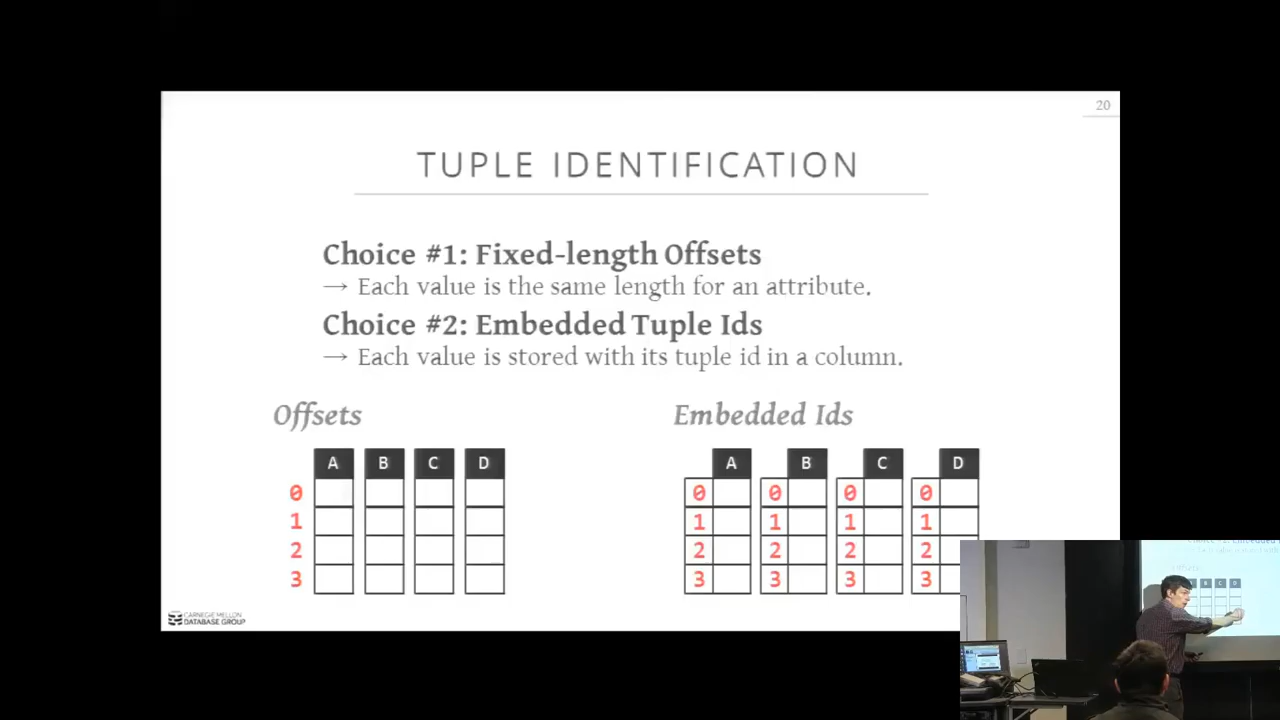 20
TUPLE IDENTIFICATION
Choice #1: Fixed-length Offsets
→ Each value is the same length for an attribute.
Choice #2: Embedded Tuple Ids
→ Each value is stored with its tuple id in a column.
Offsets
A B C D
0
1
2
3
Embedded Ids
A B C D
0 0 0 0
1 1 1 1
2 2 2 2
3 3 3 3
CARNEGIE MELLON
DATABASE GROUP